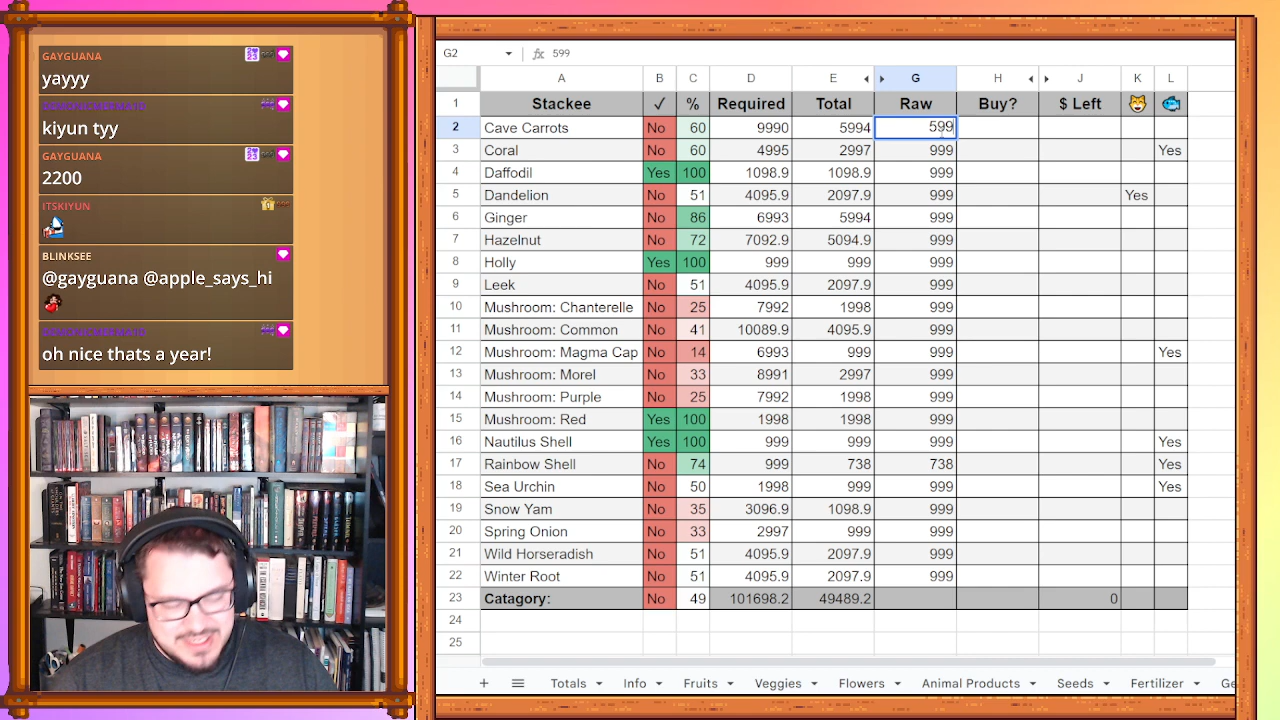 GAYGUANA
yayyy
kiyun tyy
GAYGUANA
2200
ITSKIYUN
BLINKSEE
@gayguana @apple_says_hi
oh nice thats a year!
G2 fx 599
A B C D E G H J K L
1 Stackee ✓ % Required Total Raw Buy? $ Left
2 Cave Carrots No 60 9990 5994 599
3 Coral No 60 4995 2997 999 Yes
4 Daffodil Yes 100 1098.9 1098.9 999
5 Dandelion No 51 4095.9 2097.9 999 Yes
6 Ginger No 86 6993 5994 999
7 Hazelnut No 72 7092.9 5094.9 999
8 Holly Yes 100 999 999 999
9 Leek No 51 4095.9 2097.9 999
10 Mushroom: Chanterelle No 25 7992 1998 999
11 Mushroom: Common No 41 10089.9 4095.9 999
12 Mushroom: Magma Cap No 14 6993 999 999 Yes
13 Mushroom: Morel No 33 8991 2997 999
14 Mushroom: Purple No 25 7992 1998 999
15 Mushroom: Red Yes 100 1998 1998 999
16 Nautilus Shell Yes 100 999 999 999 Yes
17 Rainbow Shell No 74 999 738 738 Yes
18 Sea Urchin No 50 1998 999 999 Yes
19 Snow Yam No 35 3096.9 1098.9 999
20 Spring Onion No 33 2997 999 999
21 Wild Horseradish No 51 4095.9 2097.9 999
22 Winter Root No 51 4095.9 2097.9 999
23 Catagory: No 49 101698.2 49489.2 0
24
25
+ Totals Info Fruits Veggies Flowers Animal Products Seeds Fertilizer Ge